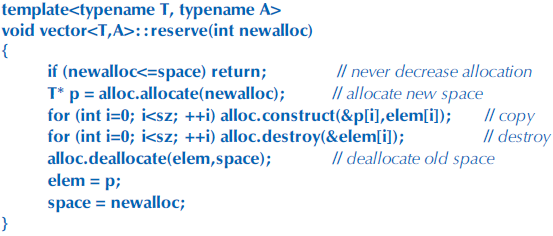 template<typename T, typename A>
void vector<T,A>::reserve(int newalloc)
{
if (newalloc<=space) return; // never decrease allocation
T* p = alloc.allocate(newalloc); // allocate new space
for (int i=0; i<sz; ++i) alloc.construct(&p[i],elem[i]); // copy
for (int i=0; i<sz; ++i) alloc.destroy(&elem[i]); // destroy
alloc.deallocate(elem,space); // deallocate old space
elem = p;
space = newalloc;
}